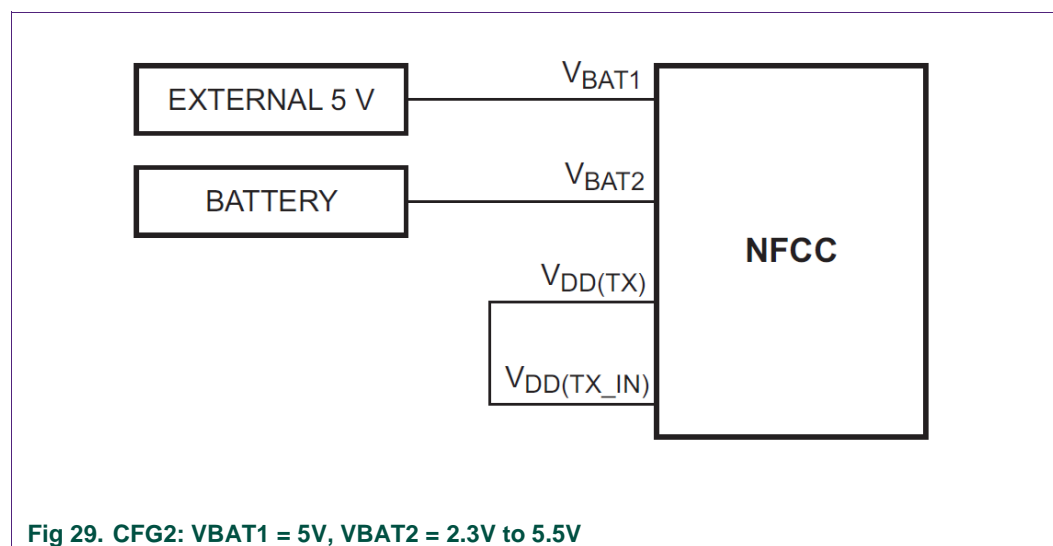 EXTERNAL 5 V
VBAT1
BATTERY
VBAT2
NFCC
VDD(TX)
VDD(TX_IN)
Fig 29. CFG2: VBAT1 = 5V, VBAT2 = 2.3V to 5.5V